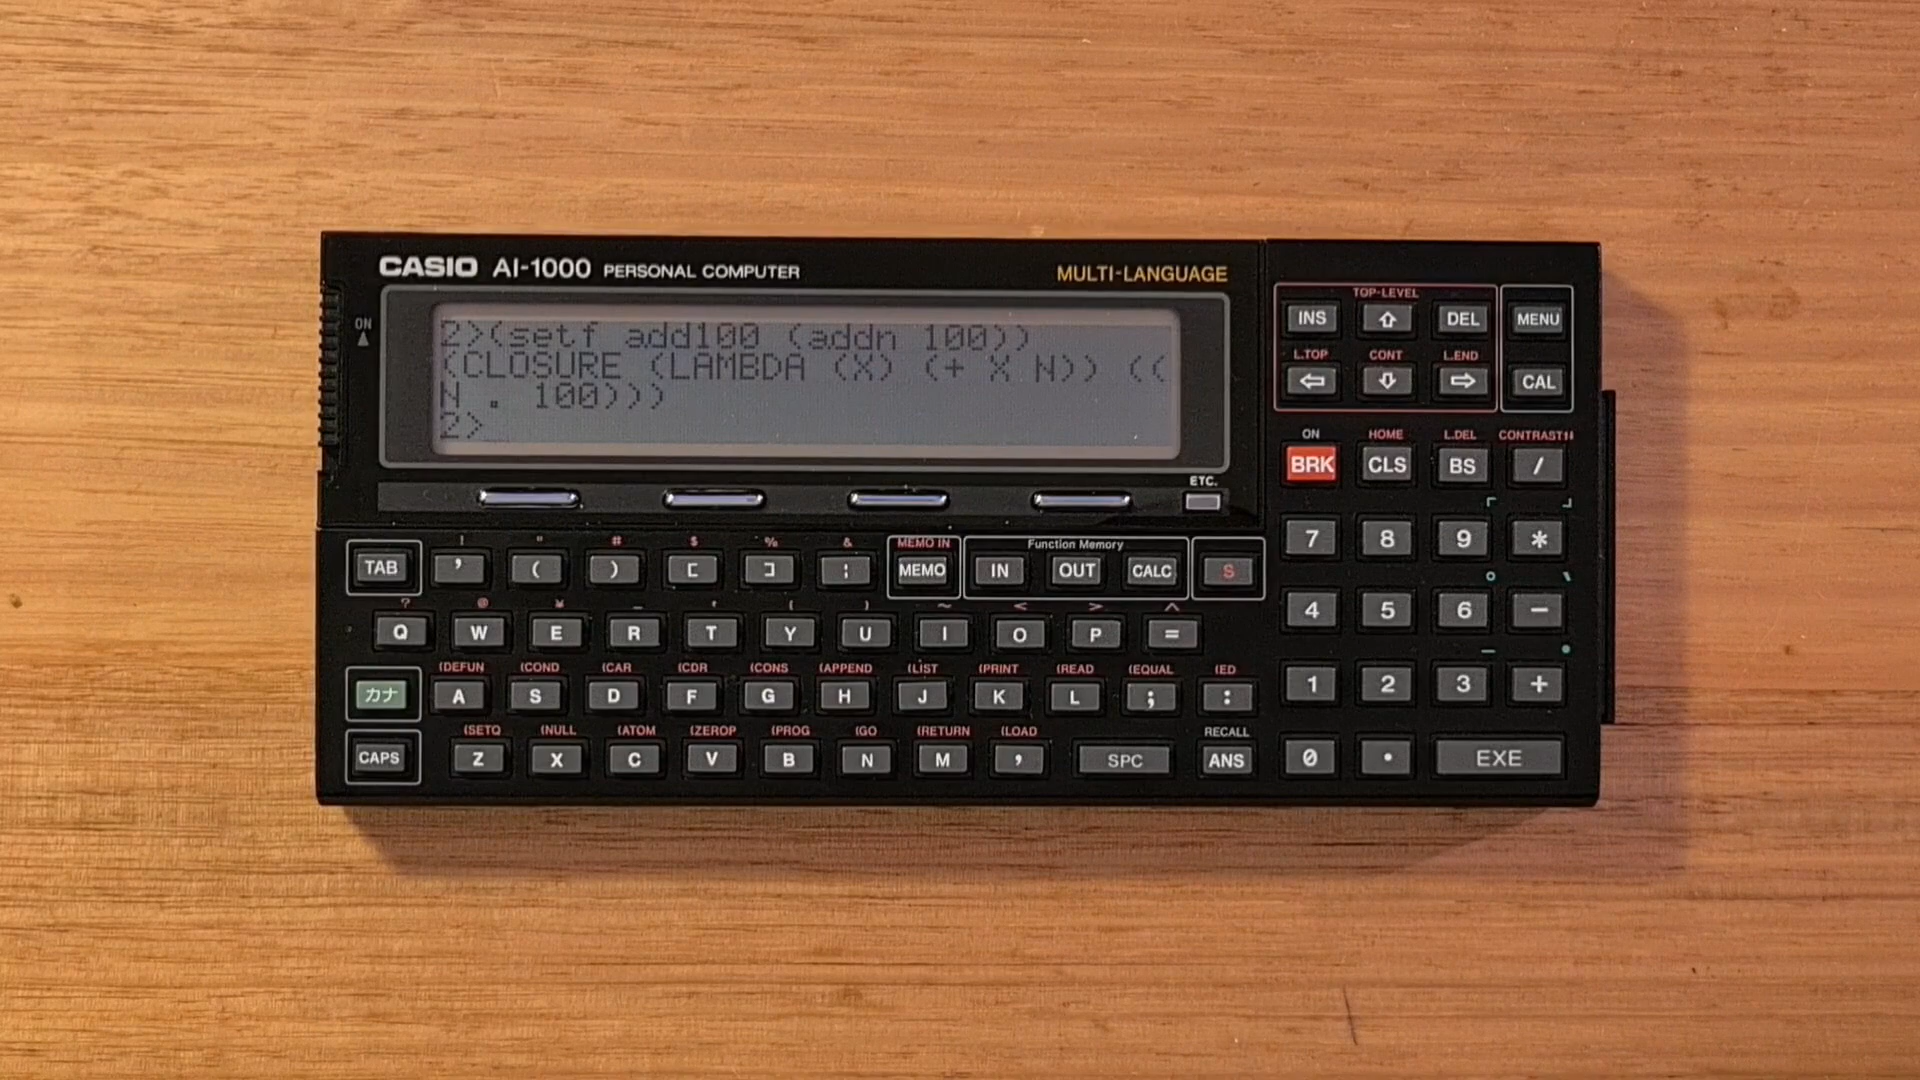 CASIO AI-1000 PERSONAL COMPUTER MULTI-LANGUAGE
ON
2>(setf add100 (addn 100))
(CLOSURE (LAMBDA (X) (+ X N)) ((
N . 100)))
2>
ETC.
TOP-LEVEL
INS DEL MENU
L.TOP CONT L.END
CAL
ON HOME L.DEL CONTRAST
BRK CLS BS /
7 8 9 *
4 5 6 −
1 2 3 +
0 . EXE
! " # $ % & MEMO IN Function Memory
TAB ' ( ) [ ] | MEMO IN OUT CALC S
? @ ¥ _ { } ~ < > ^
Q W E R T Y U I O P =
(DEFUN (COND (CAR (CDR (CONS (APPEND (LIST (PRINT (READ (EQUAL (ED
カナ A S D F G H J K L ; :
(SETQ (NULL (ATOM (ZEROP (PROG (GO (RETURN (LOAD RECALL
CAPS Z X C V B N M , SPC ANS